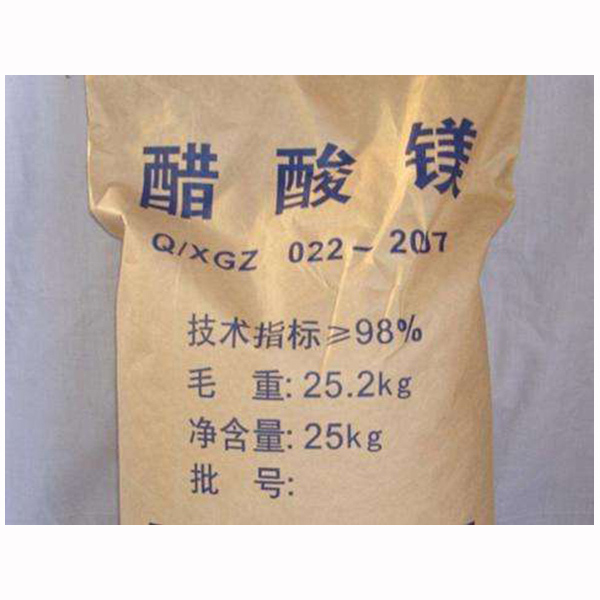 醋酸镁
Q/XGZ 022～2007
技术指标≥98%
毛 重:25.2kg
净含量:25kg
批 号: